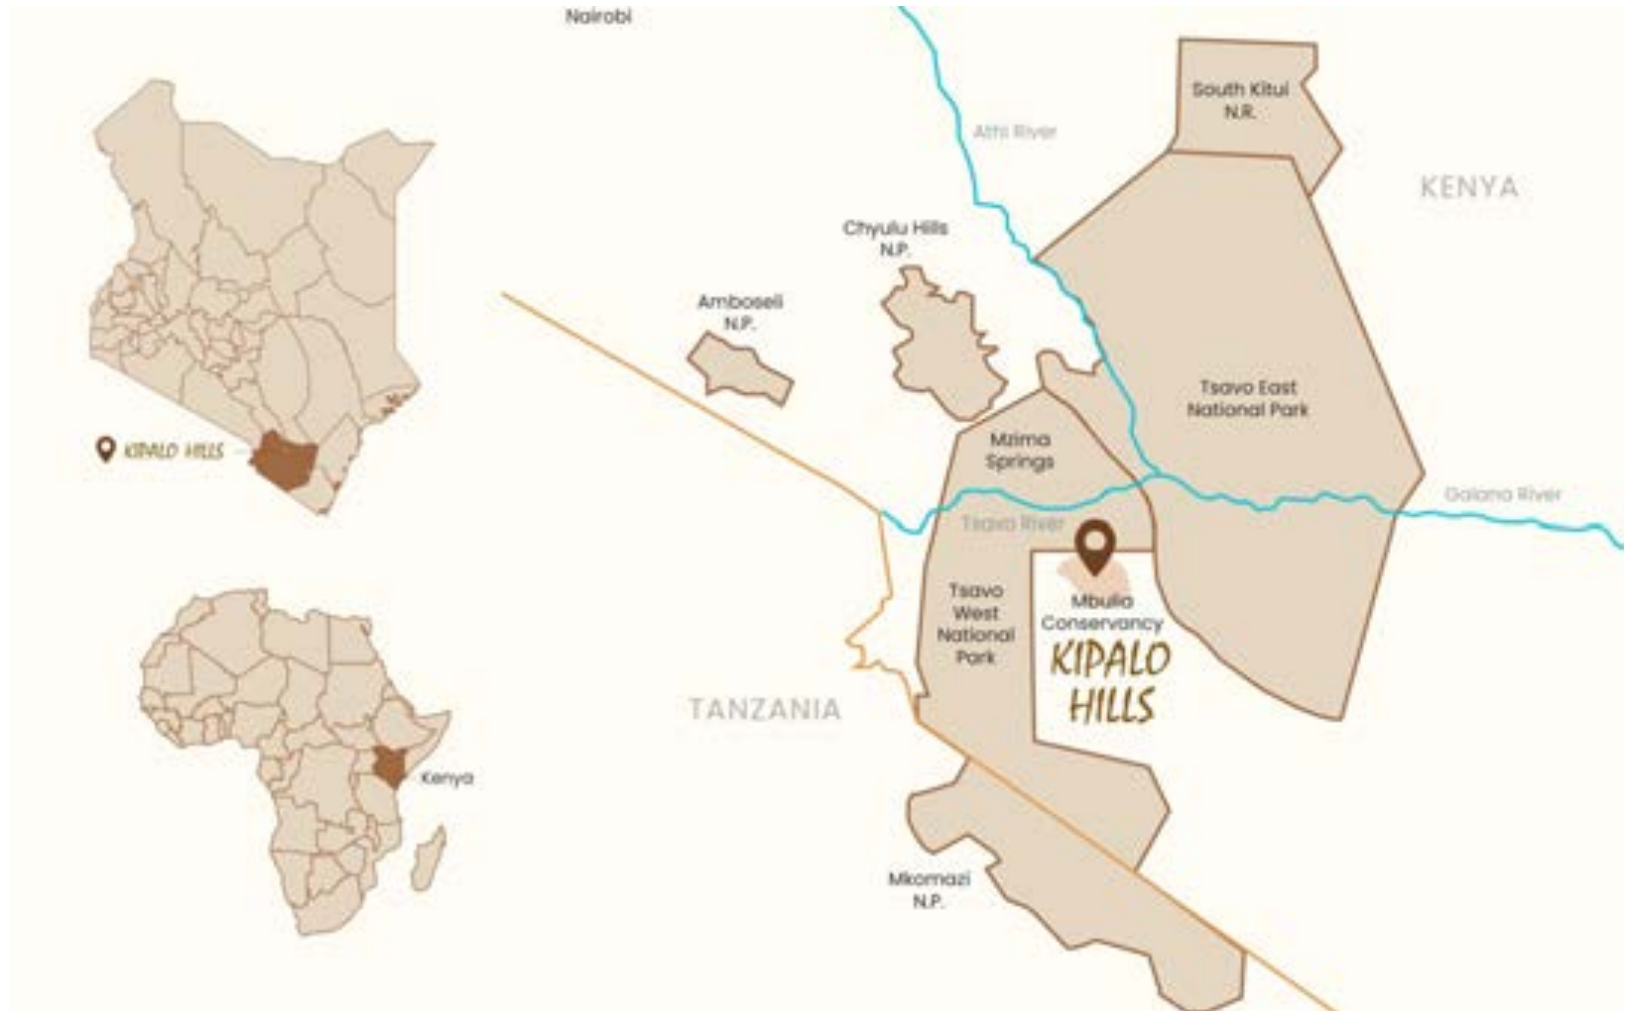 Nairobi
South Kitui
N.R.
Athi River
KENYA
Chyulu Hills
N.P.
Amboseli
N.P.
Tsavo East
National Park
Mzima
Springs
KIPALO HILLS
Galana River
Tsavo River
Tsavo
West
National
Park
Mbulia
Conservancy
KIPALO
HILLS
TANZANIA
Kenya
Mkomazi
N.P.